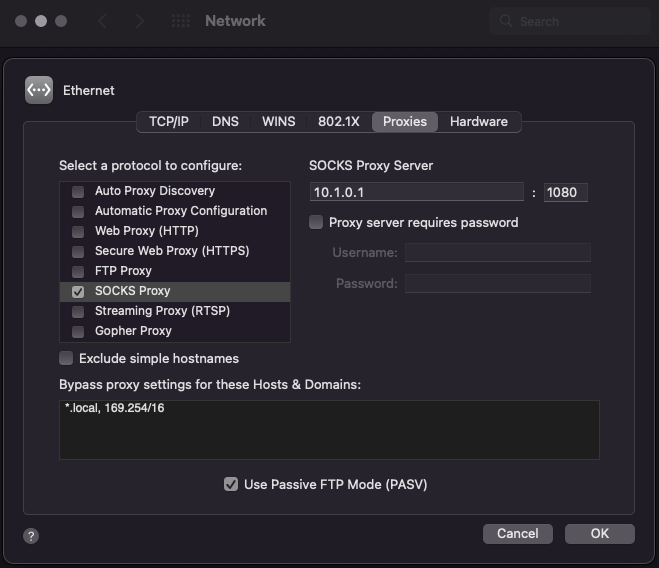 Network
Search
Ethernet
TCP/IP DNS WINS 802.1X Proxies Hardware
Select a protocol to configure:
Auto Proxy Discovery
Automatic Proxy Configuration
Web Proxy (HTTP)
Secure Web Proxy (HTTPS)
FTP Proxy
SOCKS Proxy
Streaming Proxy (RTSP)
Gopher Proxy
SOCKS Proxy Server
10.1.0.1 : 1080
Proxy server requires password
Username:
Password:
Exclude simple hostnames
Bypass proxy settings for these Hosts & Domains:
*.local, 169.254/16
Use Passive FTP Mode (PASV)
? Cancel OK